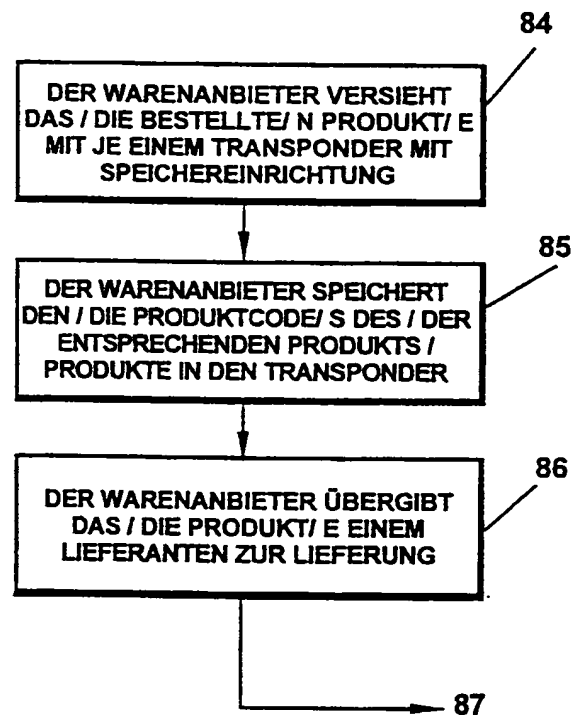 84
DER WARENANBIETER VERSIEHT
DAS / DIE BESTELLTE/ N PRODUKT/ E
MIT JE EINEM TRANSPONDER MIT
SPEICHEREINRICHTUNG
85
DER WARENANBIETER SPEICHERT
DEN / DIE PRODUKTCODE/ S DES / DER
ENTSPRECHENDEN PRODUKTS /
PRODUKTE IN DEN TRANSPONDER
86
DER WARENANBIETER ÜBERGIBT
DAS / DIE PRODUKT/ E EINEM
LIEFERANTEN ZUR LIEFERUNG
87